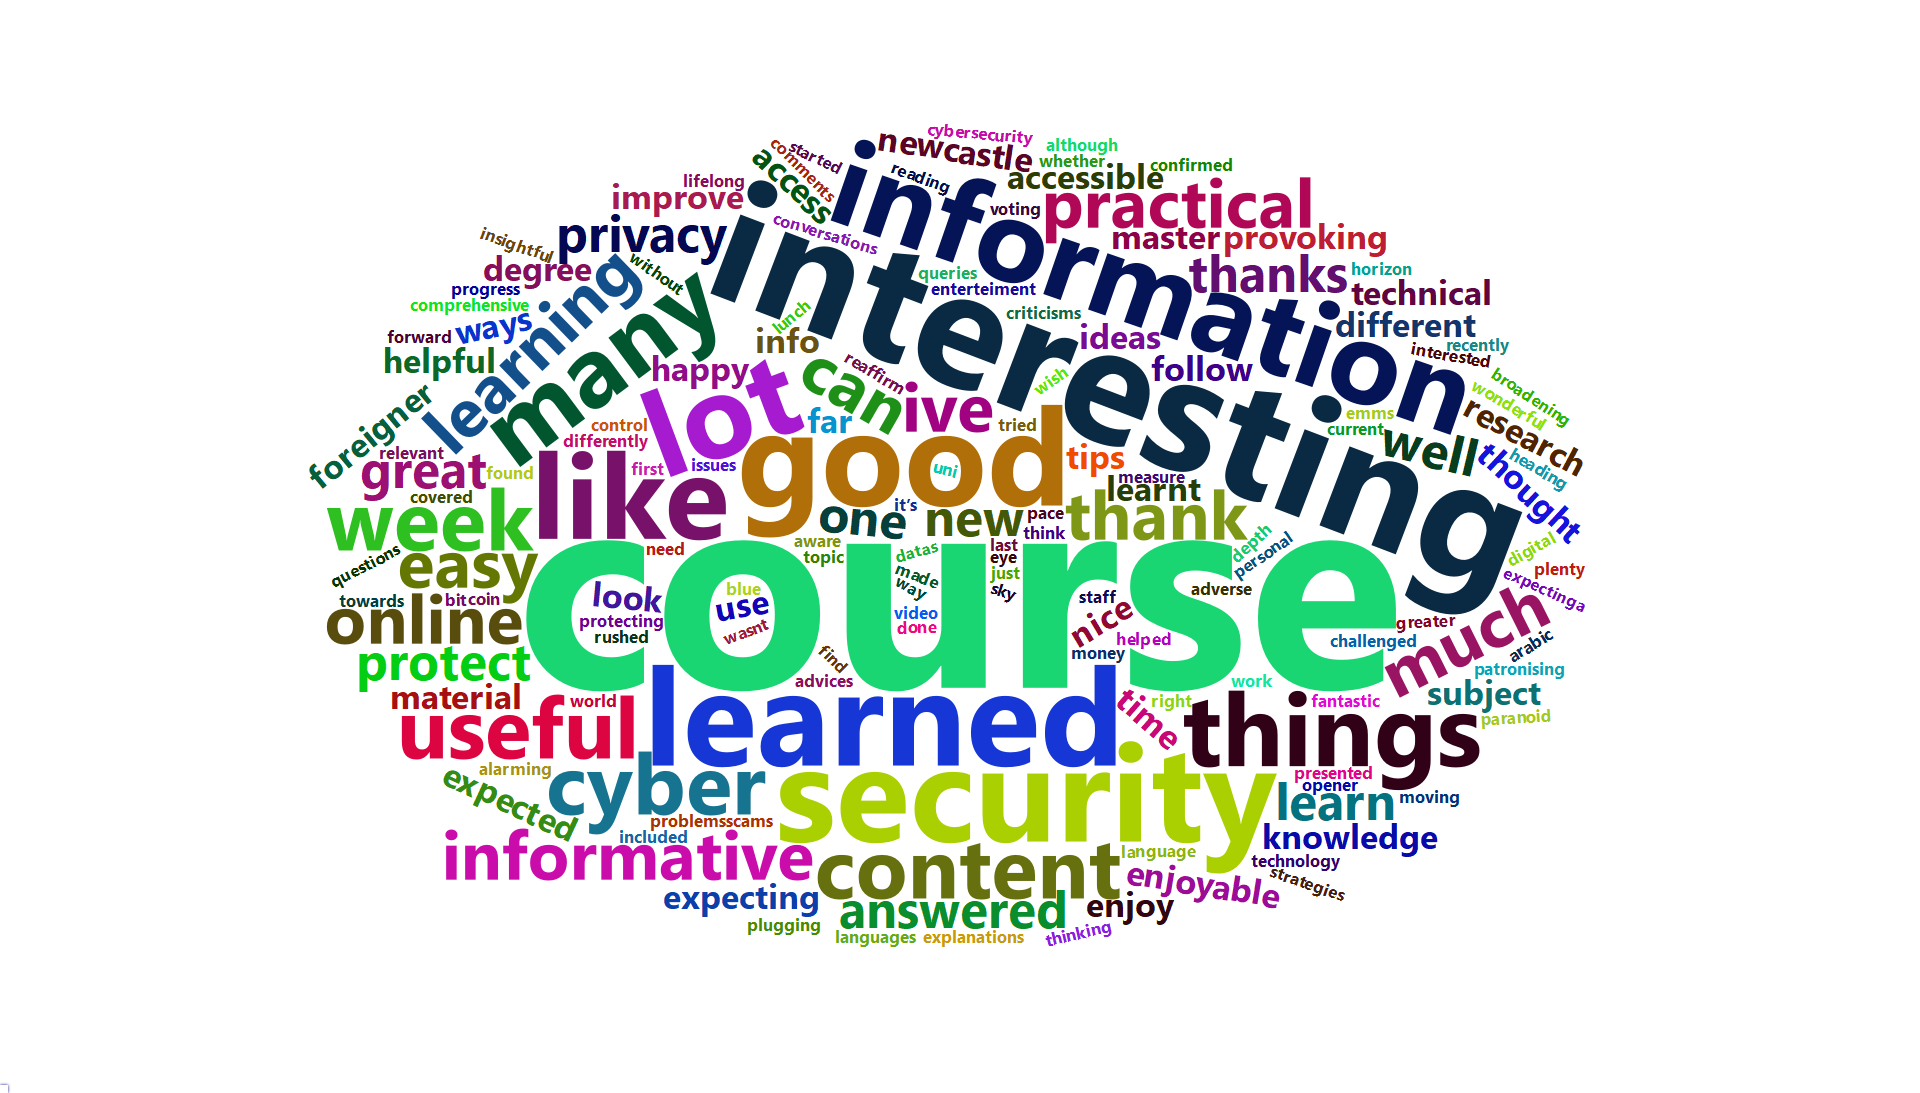 cybersecurity
newcastle
although
whether
confirmed
started
comments
access
reading
accessible
information
lifelong
improve
voting
practical
conversations
privacy
master
provoking
insightful
degree
without
interesting
queries
thanks
horizon
progress
enterteiment
technical
comprehensive
learning
many
lunch
criticisms
different
forward
ways
info
ideas
recently
helpful
happy
reaffirm
can
wish
follow
interested
broadening
wonderful
foreigner
lot
far
ive
tried
emms
current
research
control
differently
well
relevant
great
found
first
issues
good
uni
tips
thought
heading
covered
like
measure
learnt
week
one
it's
new
pace
think
thank
questions
easy
need
aware
topic
datas
last
eye
depth
personal
digital
plenty
towards
bitcoin
look
blue
use
made
way
just
sky
staff
adverse
expectinga
online
protecting
rushed
wasnt
course
video
done
nice
helped
money
challenged
greater
much
arabic
protect
find
advices
patronising
material
world
work
subject
useful
learned
time
right
fantastic
things
paranoid
alarming
cyber
security
presented
opener
expected
problemsscams
learn
moving
included
knowledge
informative
content
language
technology
expecting
enjoyable
strategies
plugging
answered
enjoy
languages
explanations
thinking